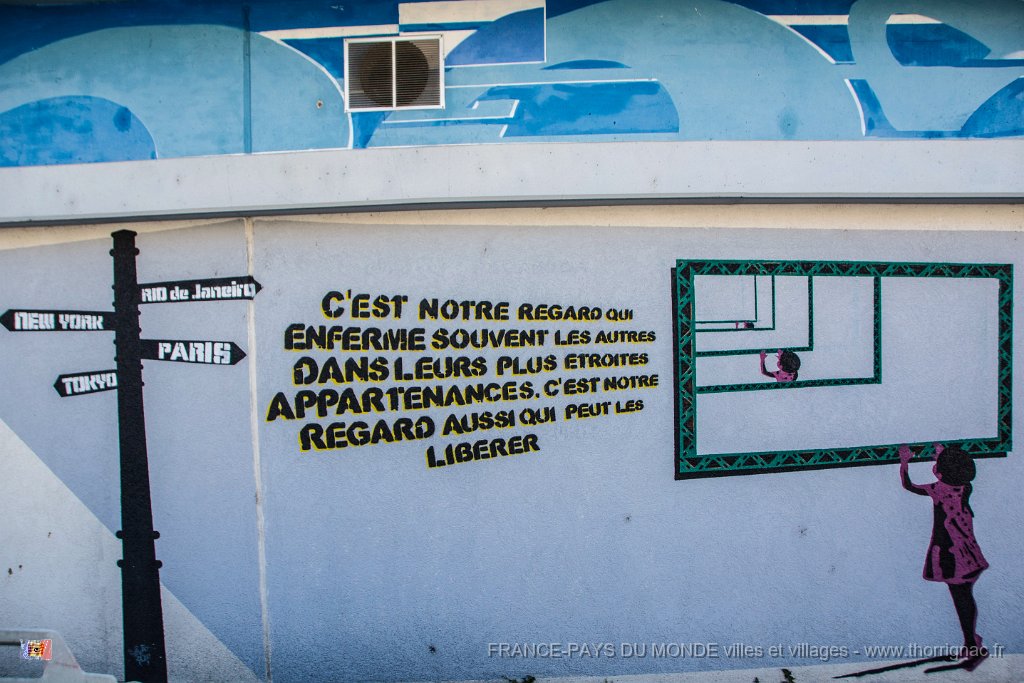 RIO de Janeiro
NEW YORK
PARIS
TOKYO
C'EST NOTRE REGARD QUI
ENFERME SOUVENT LES AUTRES
DANS LEURS PLUS ETROITES
APPARTENANCES. C'EST NOTRE
REGARD AUSSI QUI PEUT LES
LIBERER
FRANCE-PAYS DU MONDE villes et villages - www.thorrignac.fr